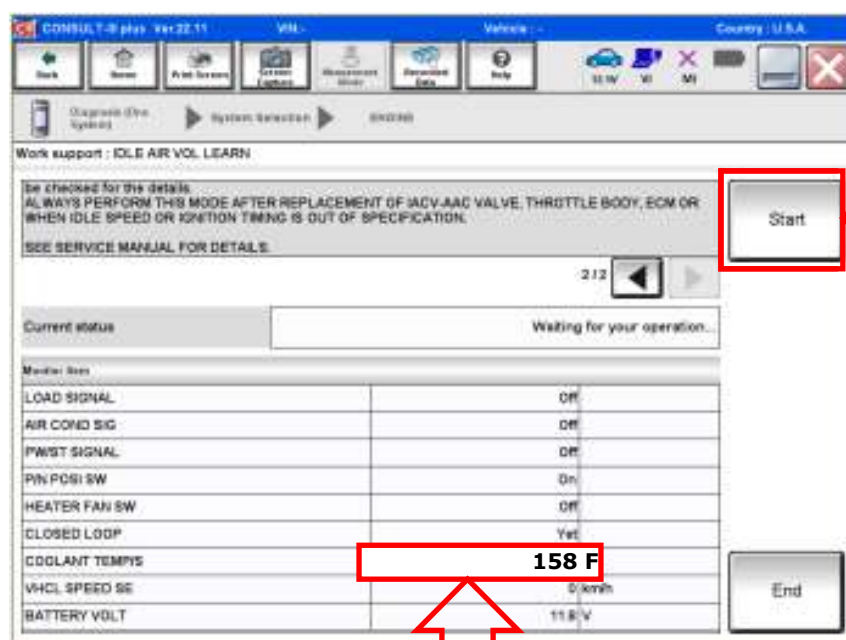 CONSULT-III plus Ver.22.11 VIN:- Vehicle : - Country : U.S.A.
Back Home Print Screen Screen Capture Measurement Mode Recorded Data Help 12.1V VI MI
Diagnosis (One System) System Selection ENGINE
Work support : IDLE AIR VOL LEARN
be checked for the details.
ALWAYS PERFORM THIS MODE AFTER REPLACEMENT OF IACV-AAC VALVE, THROTTLE BODY, ECM OR
WHEN IDLE SPEED OR IGNITION TIMING IS OUT OF SPECIFICATION.
SEE SERVICE MANUAL FOR DETAILS.
Start
2/2
Current status Waiting for your operation...
Monitor Item
LOAD SIGNAL Off
AIR COND SIG Off
PW/ST SIGNAL Off
P/N POSI SW On
HEATER FAN SW Off
CLOSED LOOP Yet
COOLANT TEMP/S 158 F
VHCL SPEED SE 0 km/h
BATTERY VOLT 11.8 V
End